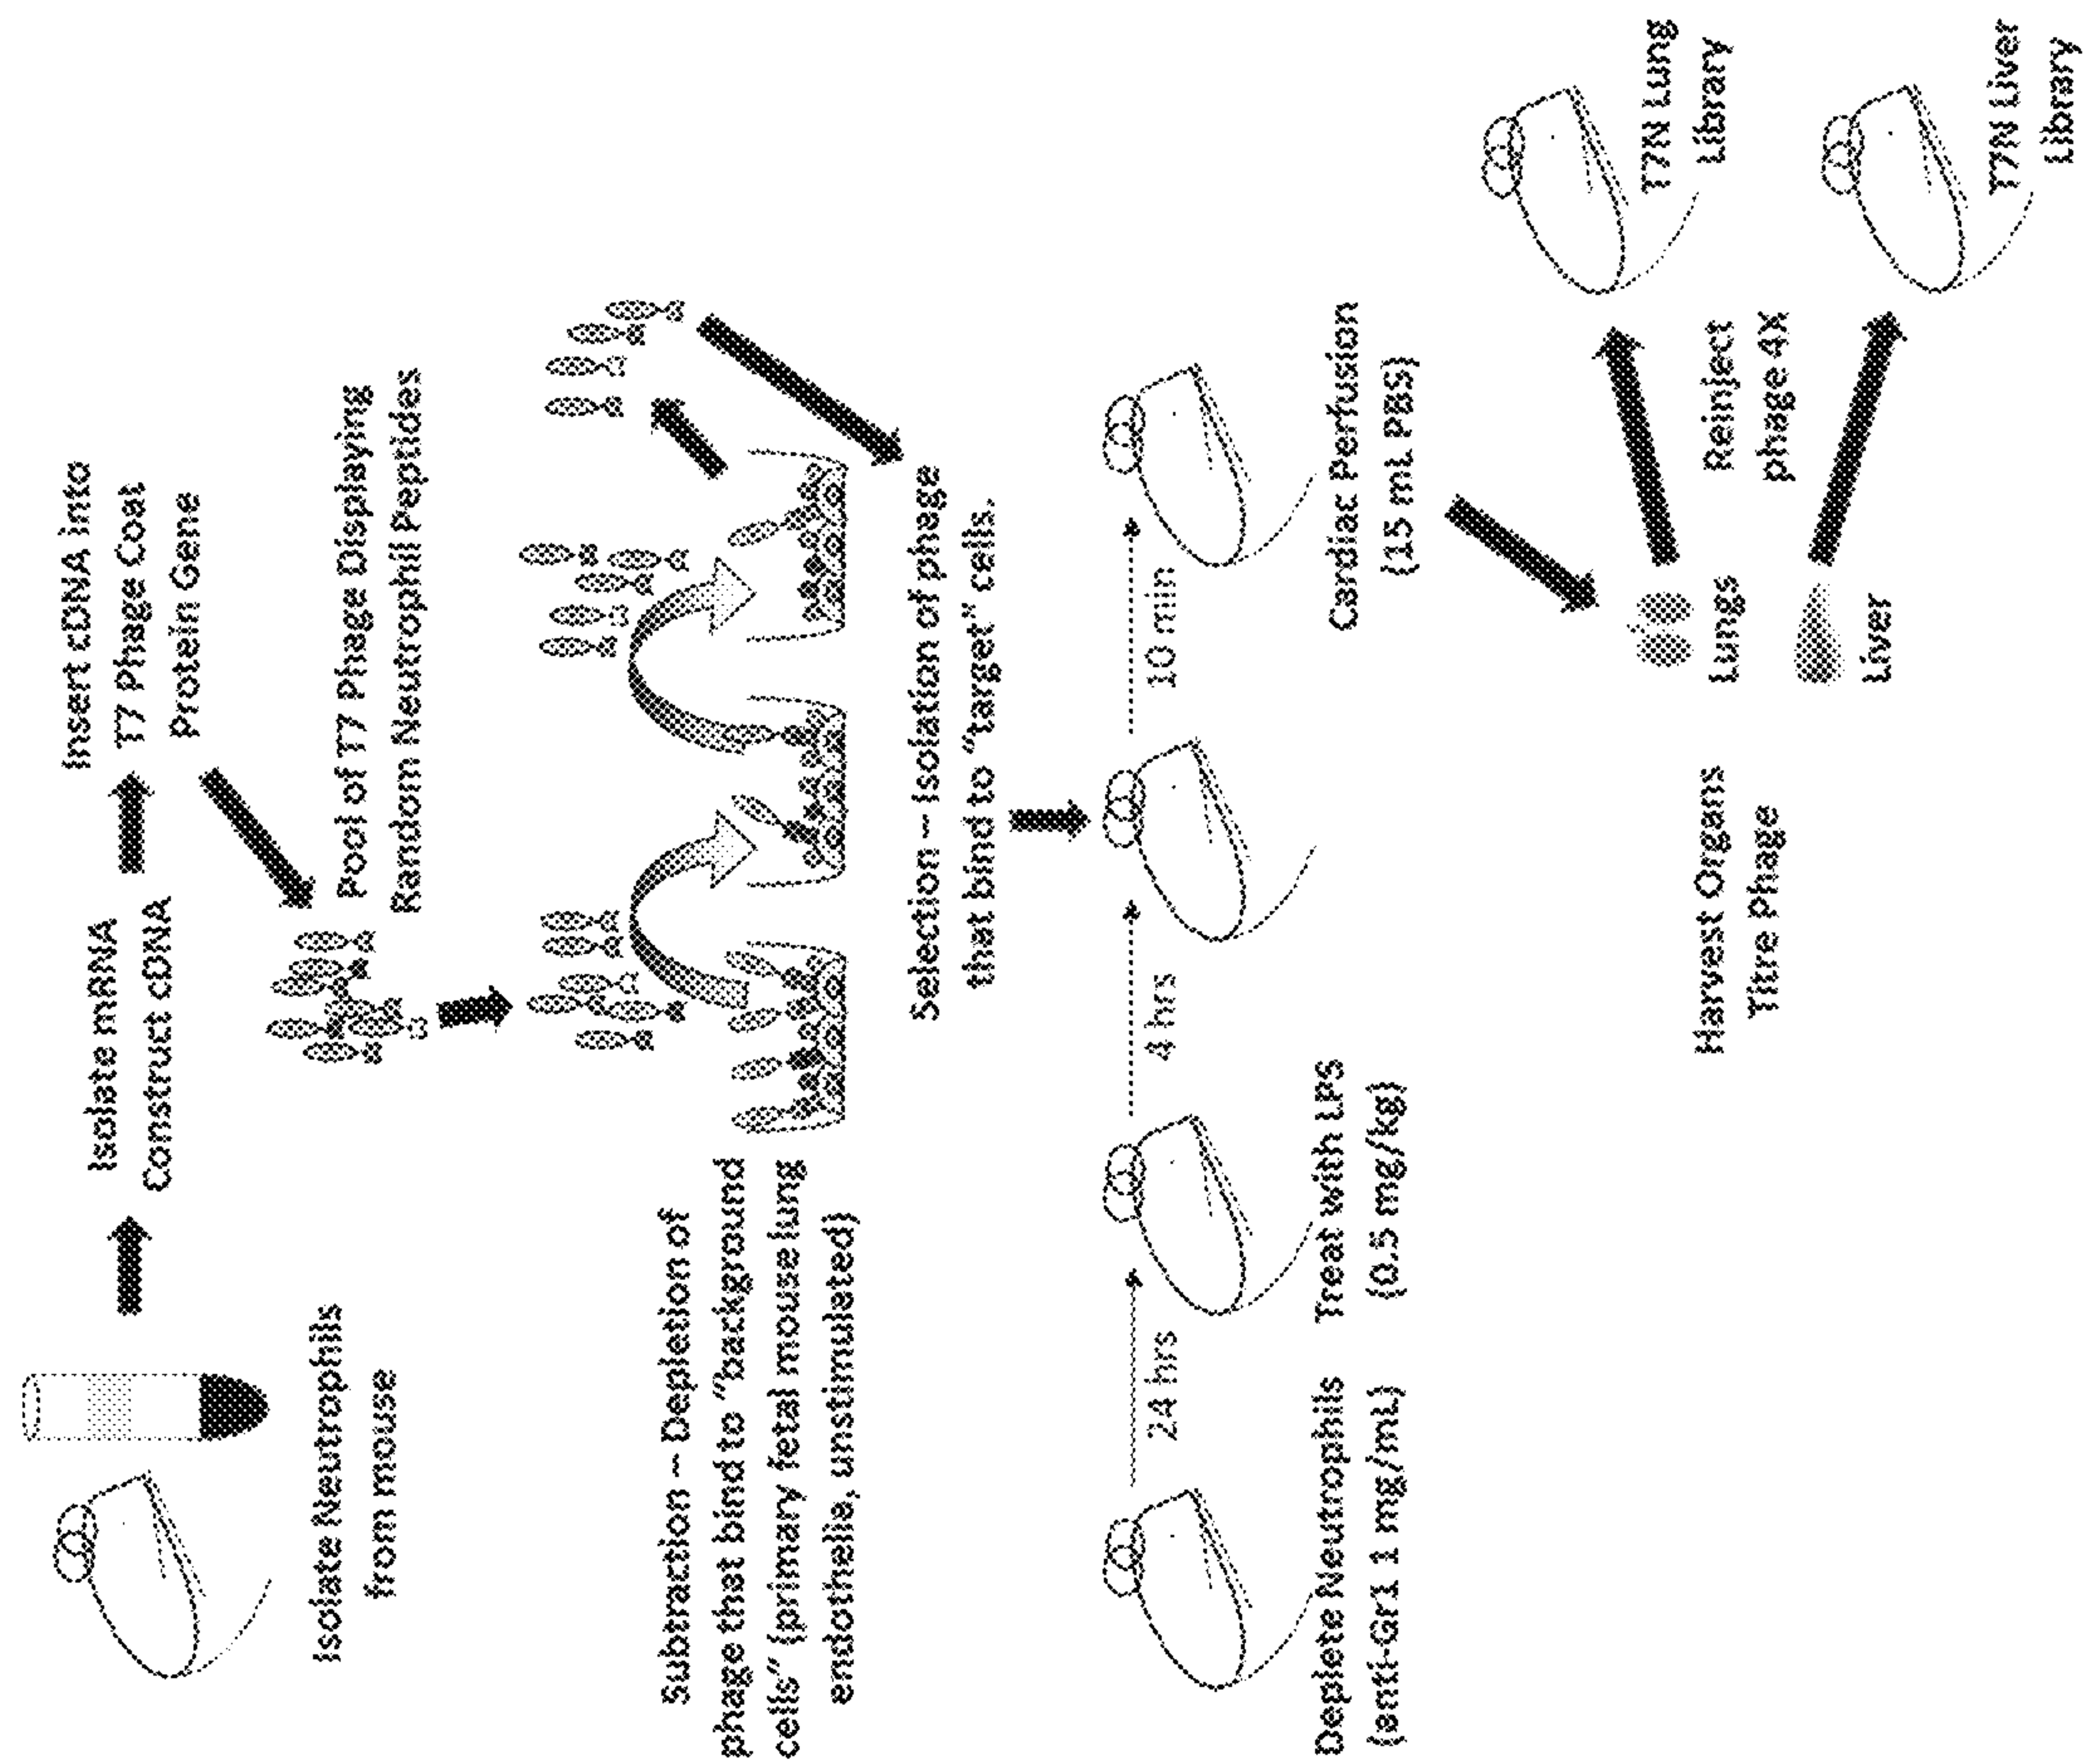 Isolate Neutrophils
from mouse
Isolate mRNA
Construct cDNA
Insert cDNA into
T7 Phage Coat
Protein Gene
Pool of T7 Phage Displaying
Random Neutrophil Peptides
Subtraction – Depletion of
phage that bind to "background
cells" (primary fetal mouse lung
endothelia, unstimulated)
Selection – Isolation of phage
that bind to "target" cells.
24 hrs
4 hrs
10 min
Deplete Neutrophils
(anti-Gr1 1 mg/mL)
Treat with LPS
(0.5 mg/kg)
Cardiac Perfusion
(15 mL PBS)
Harvest Organs
Titre Phage
Lungs
Liver
Reinject
phage 4X
T7N Lung
Library
T7N Liver
Library